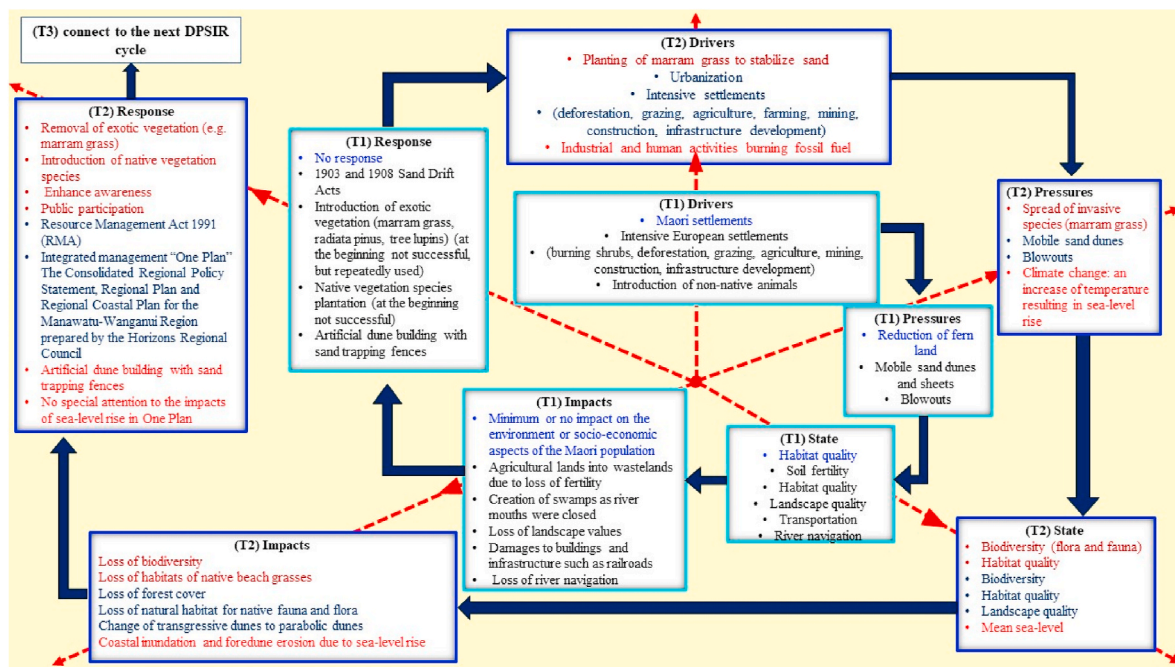 (T3) connect to the next DPSIR
cycle
(T2) Response
• Removal of exotic vegetation (e.g.
marram grass)
• Introduction of native vegetation
species
• Enhance awareness
• Public participation
• Resource Management Act 1991
(RMA)
• Integrated management “One Plan”
The Consolidated Regional Policy
Statement, Regional Plan and
Regional Coastal Plan for the
Manawatu-Wanganui Region
prepared by the Horizons Regional
Council
• Artificial dune building with sand
trapping fences
• No special attention to the impacts
of sea-level rise in One Plan
(T1) Response
• No response
• 1903 and 1908 Sand Drift
Acts
• Introduction of exotic
vegetation (marram grass,
radiata pinus, tree lupins) (at
the beginning not successful,
but repeatedly used)
• Native vegetation species
plantation (at the beginning
not successful)
• Artificial dune building with
sand trapping fences
(T2) Drivers
• Planting of marram grass to stabilize sand
• Urbanization
• Intensive settlements
• (deforestation, grazing, agriculture, farming, mining,
construction, infrastructure development)
• Industrial and human activities burning fossil fuel
(T1) Drivers
• Maori settlements
• Intensive European settlements
• (burning shrubs, deforestation, grazing, agriculture, mining,
construction, infrastructure development)
• Introduction of non-native animals
(T2) Pressures
• Spread of invasive
species (marram grass)
• Mobile sand dunes
• Blowouts
• Climate change: an
increase of temperature
resulting in sea-level
rise
(T1) Pressures
• Reduction of fern
land
• Mobile sand dunes
and sheets
• Blowouts
(T1) Impacts
• Minimum or no impact on the
environment or socio-economic
aspects of the Maori population
• Agricultural lands into wastelands
due to loss of fertility
• Creation of swamps as river
mouths were closed
• Loss of landscape values
• Damages to buildings and
infrastructure such as railroads
• Loss of river navigation
(T1) State
• Habitat quality
• Soil fertility
• Habitat quality
• Landscape quality
• Transportation
• River navigation
(T2) Impacts
Loss of biodiversity
Loss of habitats of native beach grasses
Loss of forest cover
Loss of natural habitat for native fauna and flora
Change of transgressive dunes to parabolic dunes
Coastal inundation and foredune erosion due to sea-level rise
(T2) State
• Biodiversity (flora and fauna)
• Habitat quality
• Biodiversity
• Habitat quality
• Landscape quality
• Mean sea-level